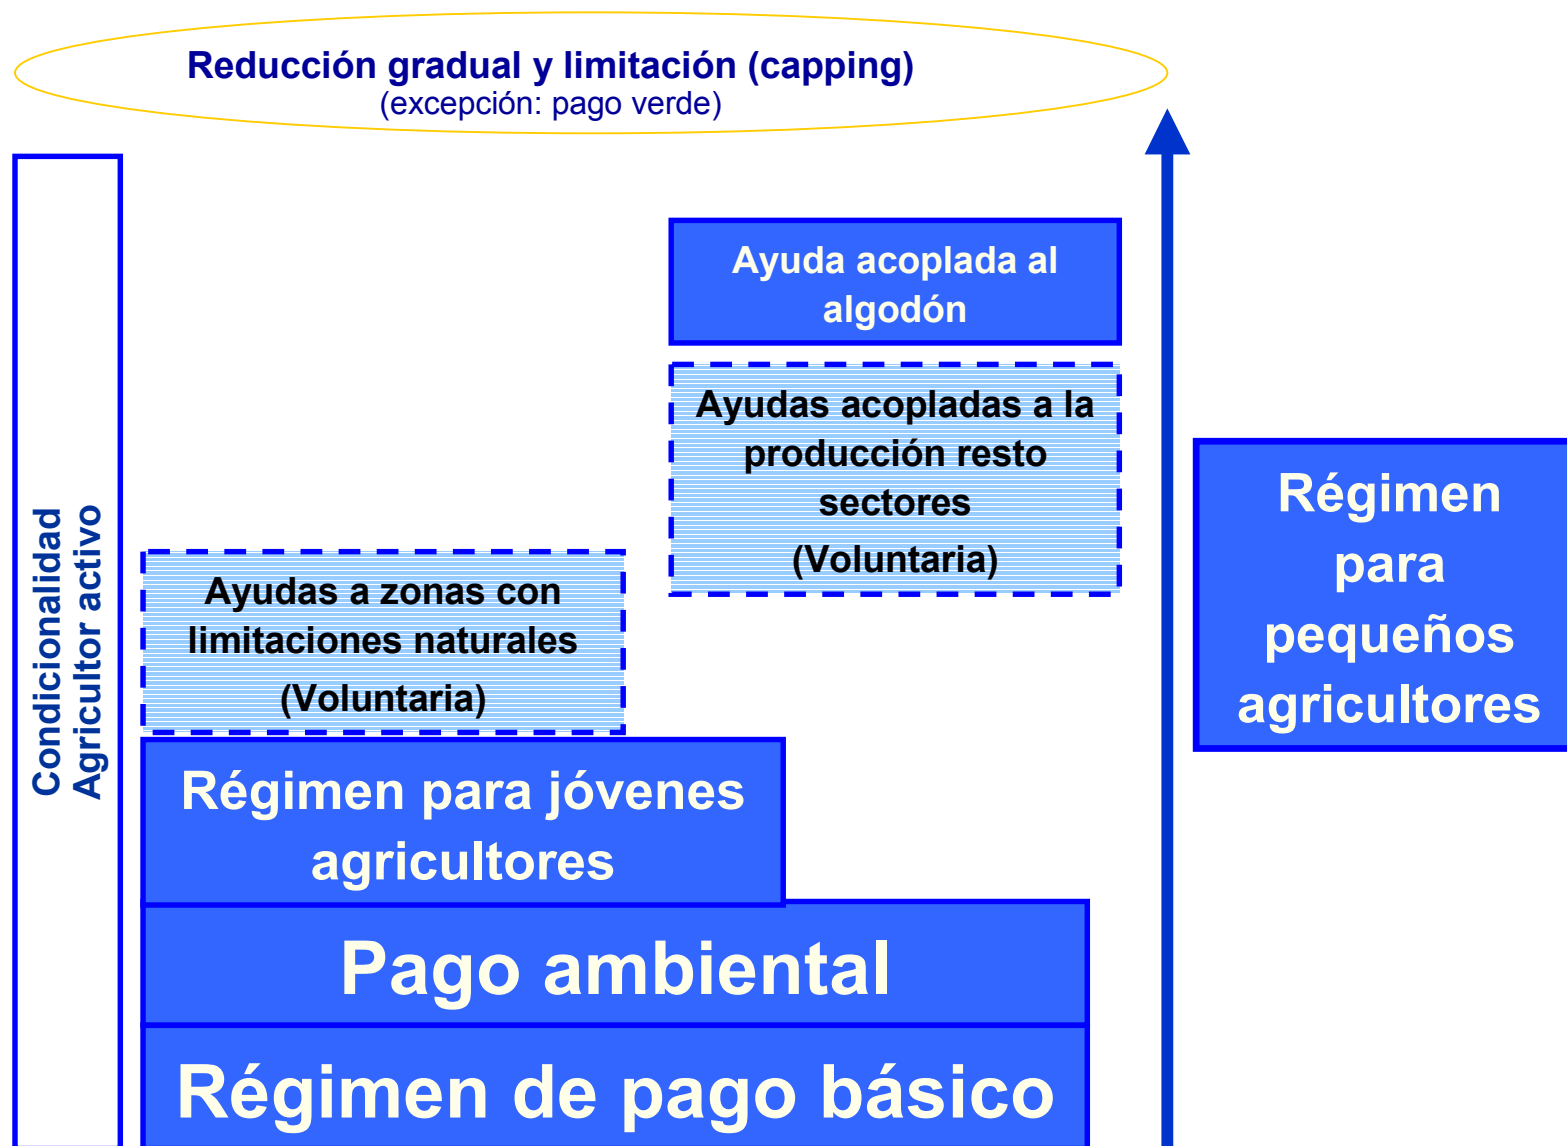 Reducción gradual y limitación (capping)
(excepción: pago verde)
Condicionalidad
Agricultor activo
Ayuda acoplada al
algodón
Ayudas acopladas a la
producción resto
sectores
(Voluntaria)
Ayudas a zonas con
limitaciones naturales
(Voluntaria)
Régimen para jóvenes
agricultores
Pago ambiental
Régimen de pago básico
Régimen
para
pequeños
agricultores